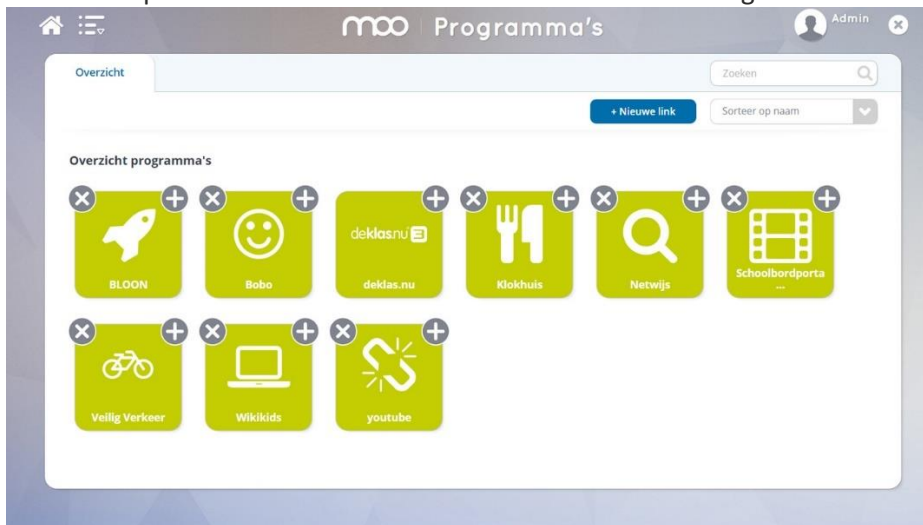 moo Programma's
Admin
Overzicht
Zoeken
+ Nieuwe link
Sorteer op naam
Overzicht programma's
deklas.nu 3
BLOON
Bobo
deklas.nu
Klokhuis
Netwijs
Schoolbordporta
...
Veilig Verkeer
Wikikids
youtube